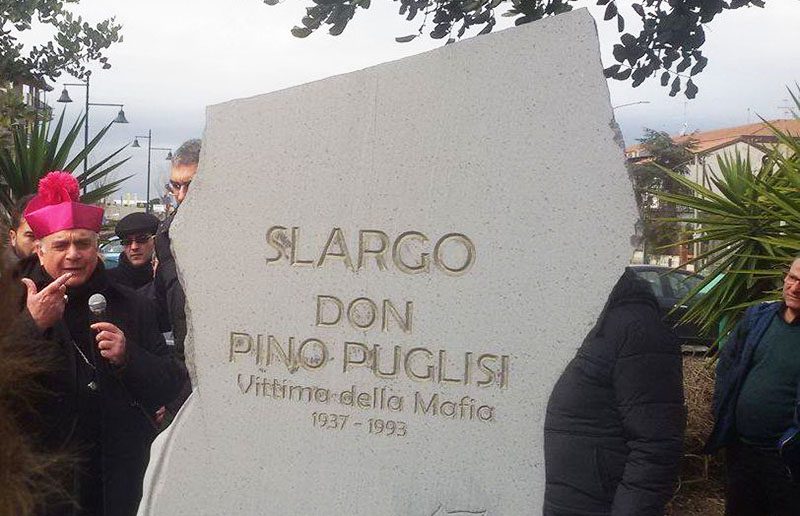 SLARGO
DON
PINO PUGLISI
Vittima della Mafia
1937 - 1993